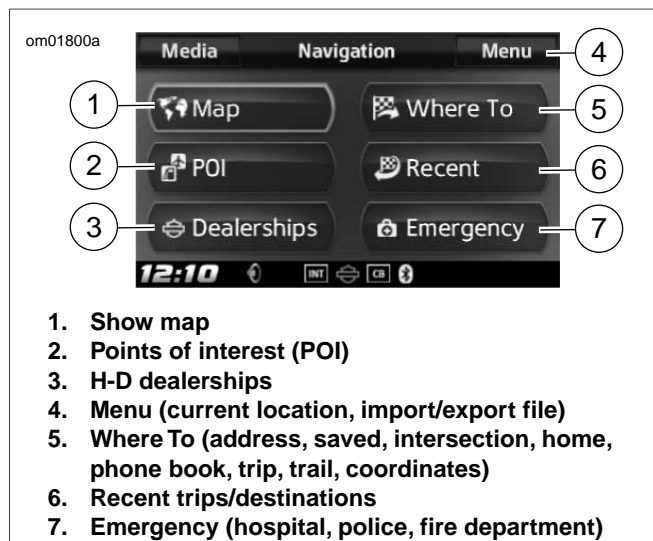 om01800a
Media Navigation Menu
4
1
Map
Where To
5
2
POI
Recent
6
3
Dealerships
Emergency
7
12:10 INT CB
1. Show map
2. Points of interest (POI)
3. H-D dealerships
4. Menu (current location, import/export file)
5. Where To (address, saved, intersection, home,
phone book, trip, trail, coordinates)
6. Recent trips/destinations
7. Emergency (hospital, police, fire department)